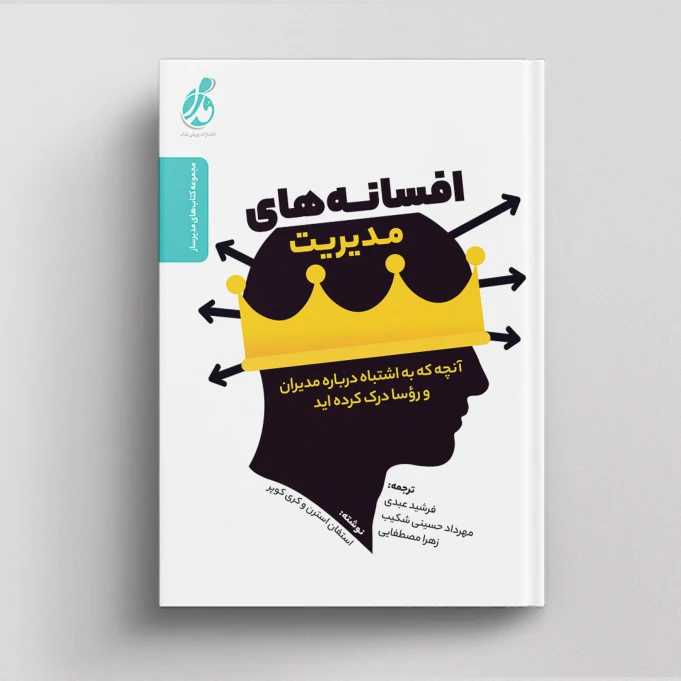 افسانه‌های
مدیریت
آنچه که به اشتباه درباره مدیران
و رؤسا درک کرده اید
ترجمه:
فرشید عبدی
مهرداد حسینی شکیب
زهرا مصطفایی
نوشته:
استفان استرن و کری کوپر
مجموعه کتاب‌های مدیرساز